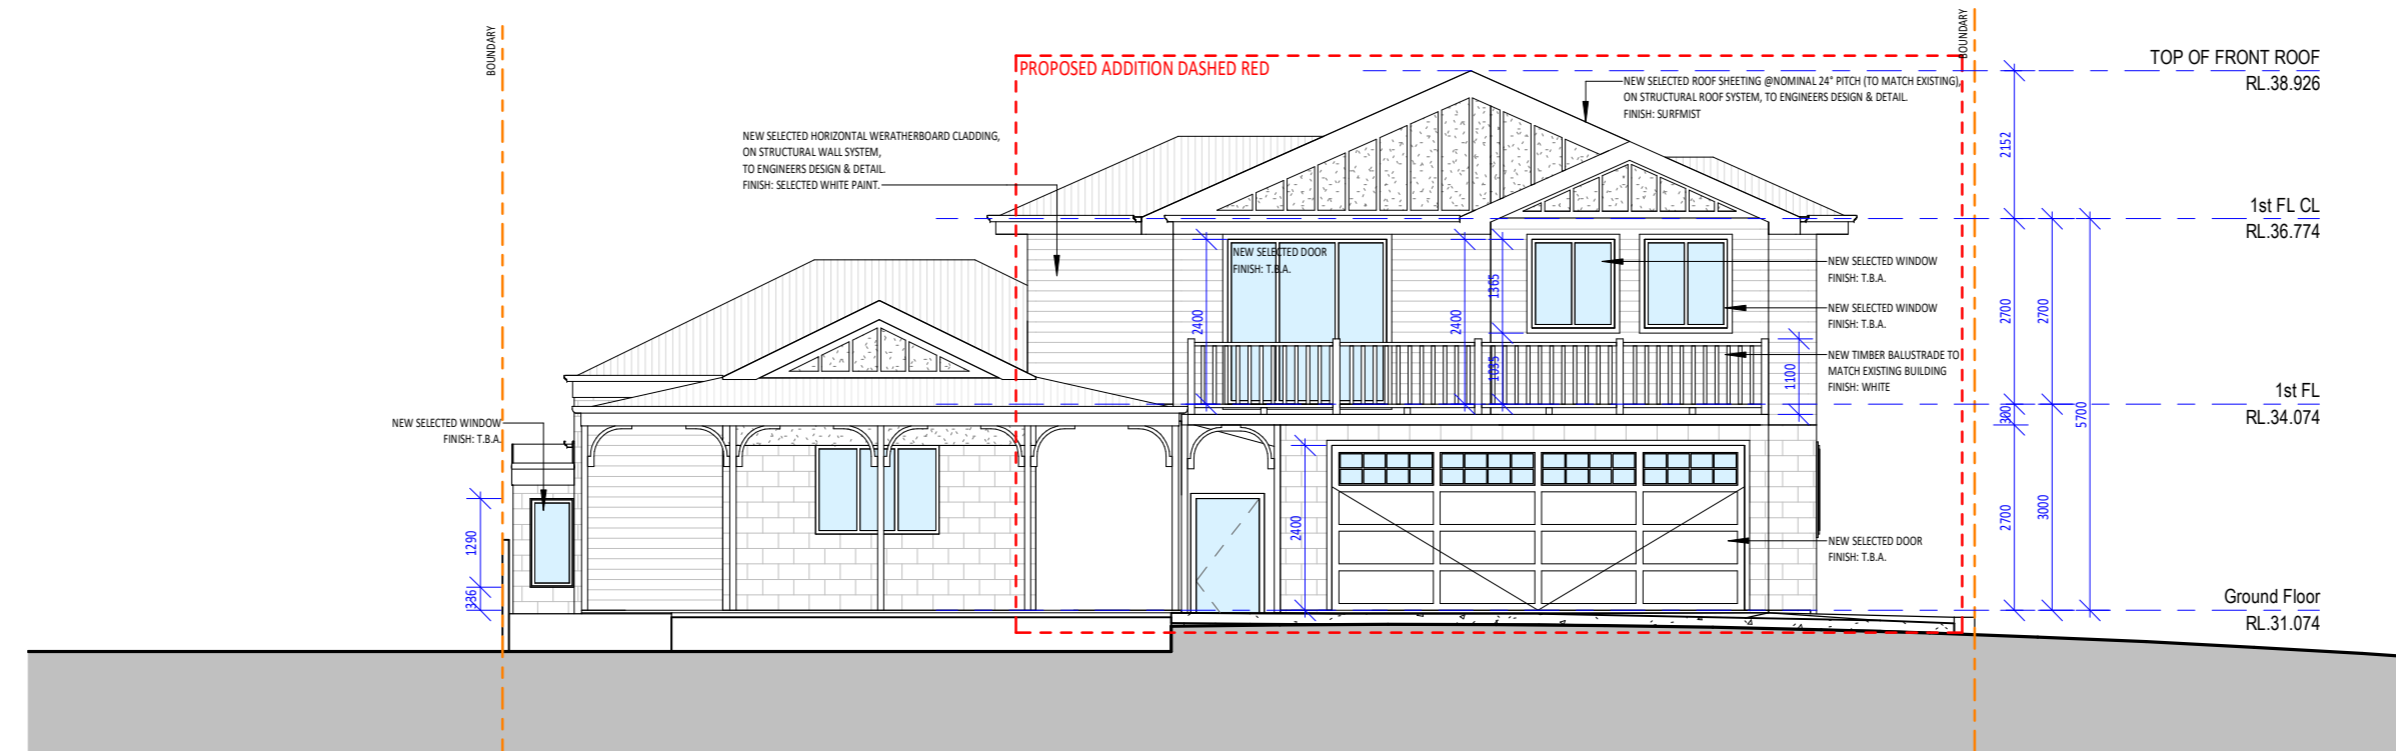 BOUNDARY
BOUNDARY
TOP OF FRONT ROOF
RL.38.926
PROPOSED ADDITION DASHED RED
NEW SELECTED ROOF SHEETING @NOMINAL 24° PITCH (TO MATCH EXISTING),
ON STRUCTURAL ROOF SYSTEM, TO ENGINEERS DESIGN & DETAIL.
FINISH: SURFMIST
NEW SELECTED HORIZONTAL WERATHERBOARD CLADDING,
ON STRUCTURAL WALL SYSTEM,
TO ENGINEERS DESIGN & DETAIL.
FINISH: SELECTED WHITE PAINT.
2152
1st FL CL
RL.36.774
NEW SELECTED DOOR
FINISH: T.B.A.
NEW SELECTED WINDOW
FINISH: T.B.A.
NEW SELECTED WINDOW
FINISH: T.B.A.
2400
2400
1365
1035
1100
2700
2700
5700
NEW TIMBER BALUSTRADE TO
MATCH EXISTING BUILDING
FINISH: WHITE
1st FL
RL.34.074
300
NEW SELECTED WINDOW
FINISH: T.B.A.
1290
336
2400
2700
3000
NEW SELECTED DOOR
FINISH: T.B.A.
Ground Floor
RL.31.074